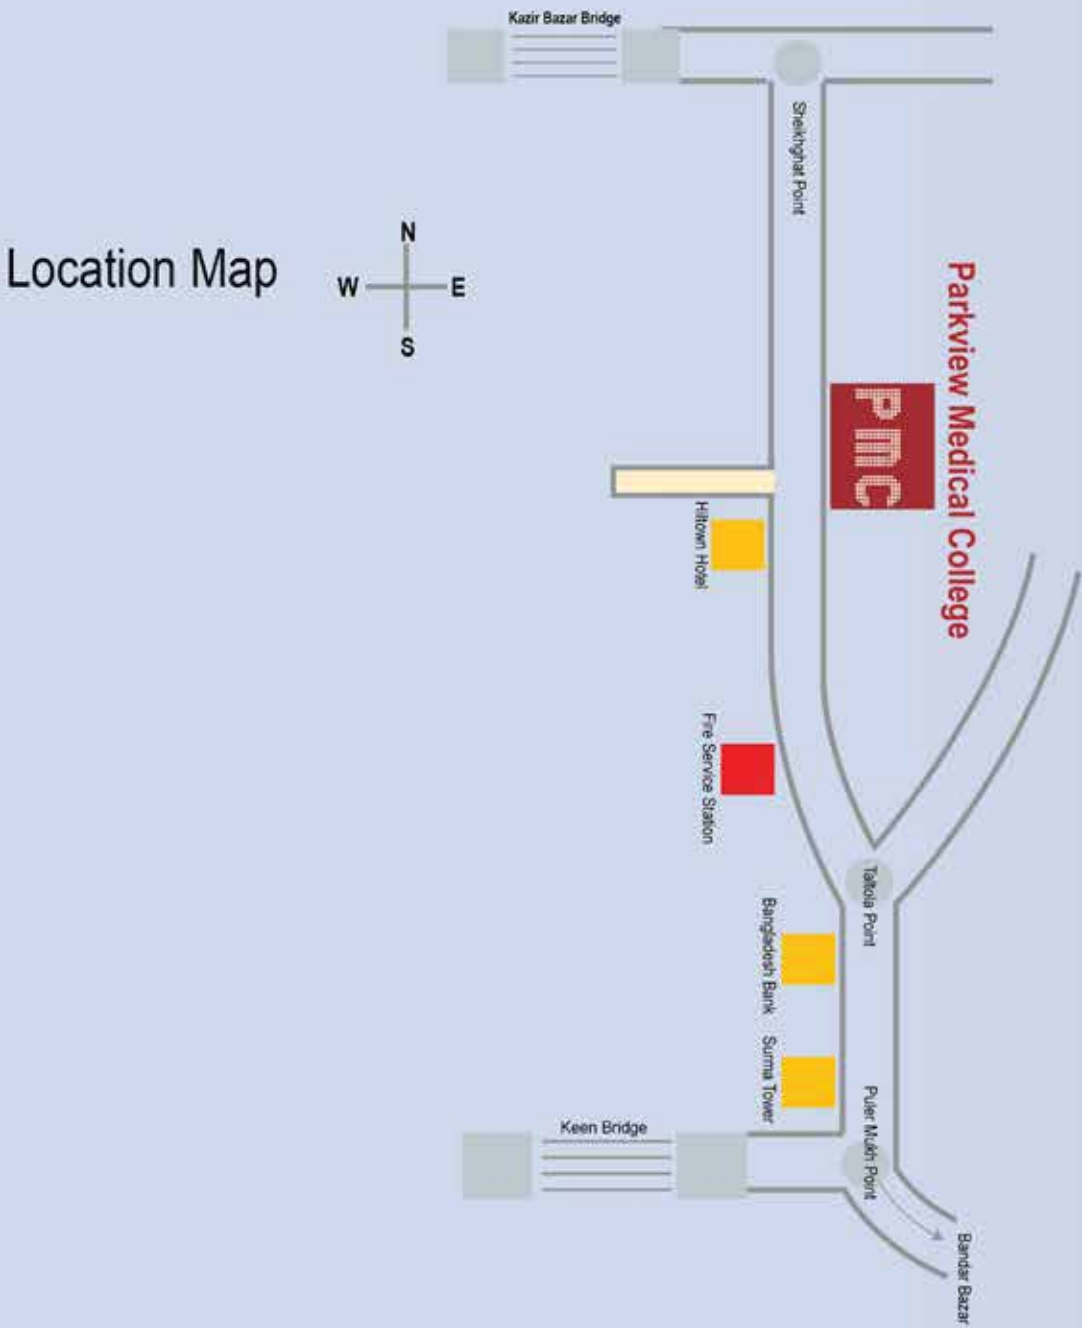 Kazir Bazar Bridge
Sheikhghat Point
N
Location Map
W
E
S
Parkview Medical College
PMC
Hiltown Hotel
Fire Service Station
Taltola Point
Bangladesh Bank
Surma Tower
Puler Mukh Point
Keen Bridge
Bandar Bazar